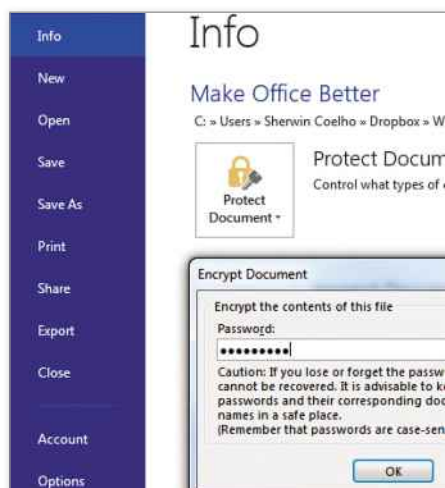 Info
New
Open
Save
Save As
Print
Share
Export
Close
Account
Options
Info
Make Office Better
C: » Users » Sherwin Coelho » Dropbox » W
Protect Docum
Control what types of
Protect
Document
Encrypt Document
Encrypt the contents of this file
Password:
Caution: If you lose or forget the passw
cannot be recovered. It is advisable to k
passwords and their corresponding doc
names in a safe place.
(Remember that passwords are case-sen
OK